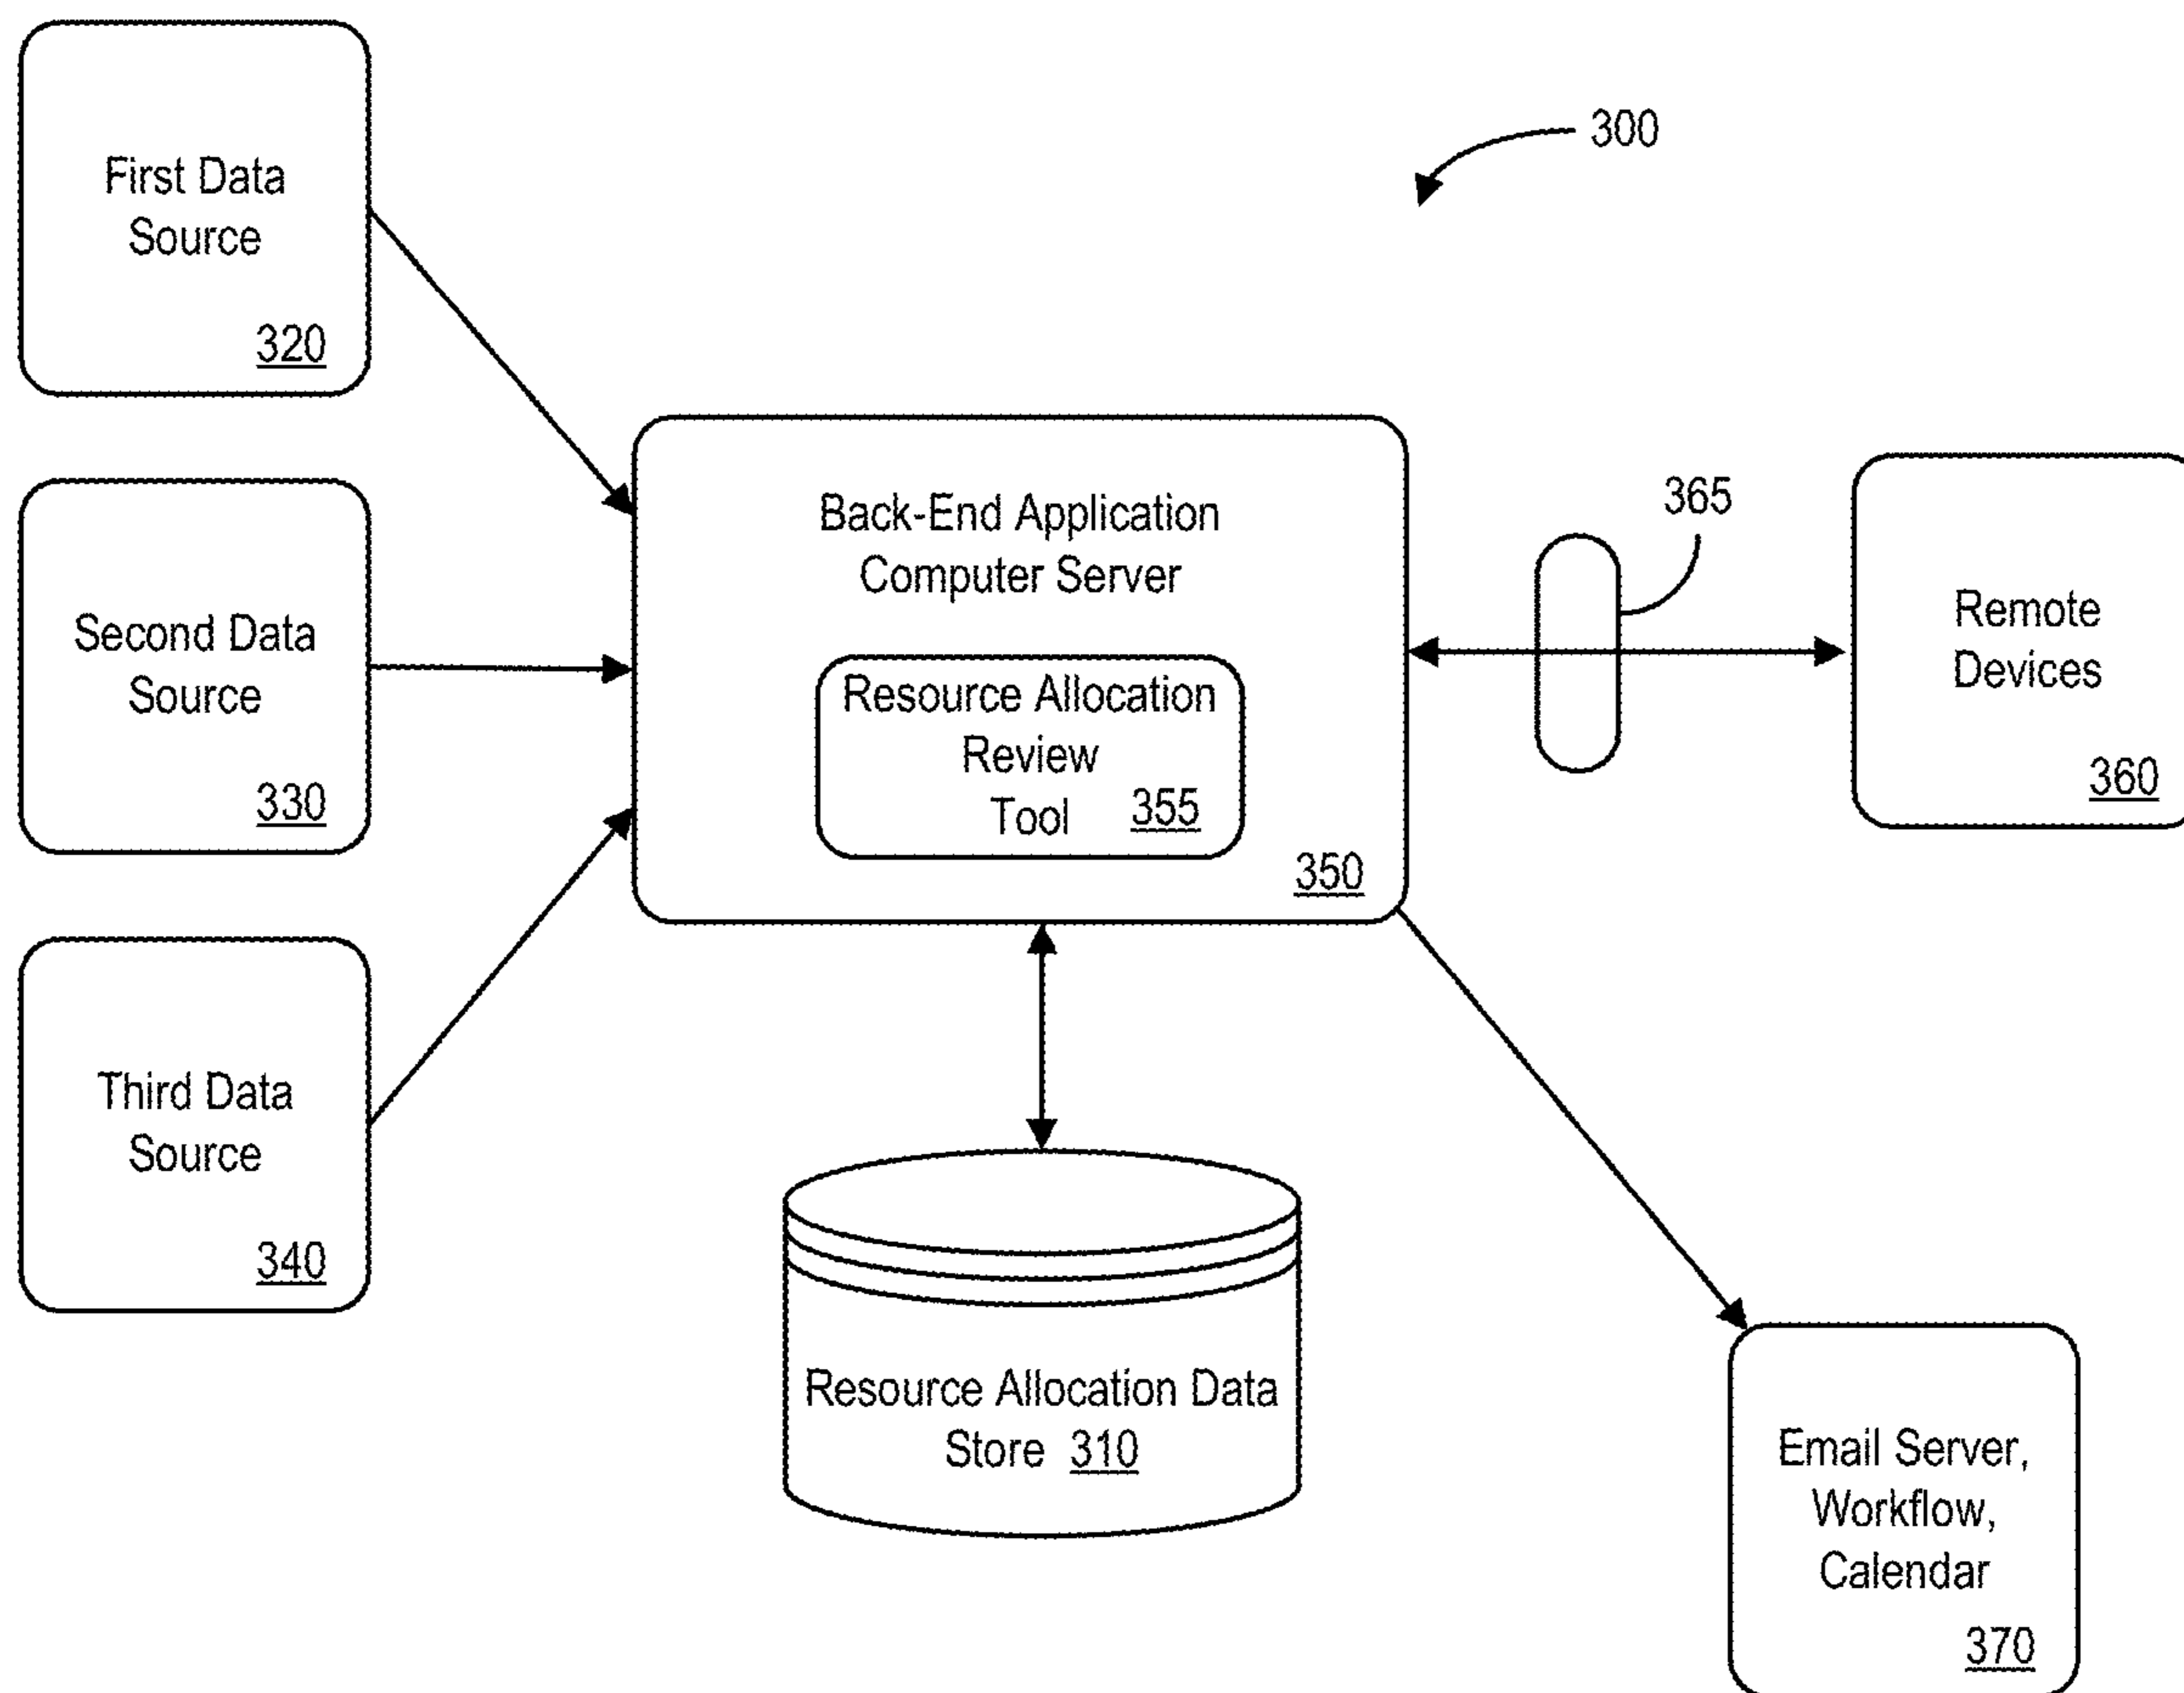 First Data
Source
320
300
Second Data
Source
330
Back-End Application
Computer Server
Resource Allocation
Review
Tool 355
350
365
Remote
Devices
360
Third Data
Source
340
Resource Allocation Data
Store 310
Email Server,
Workflow,
Calendar
370